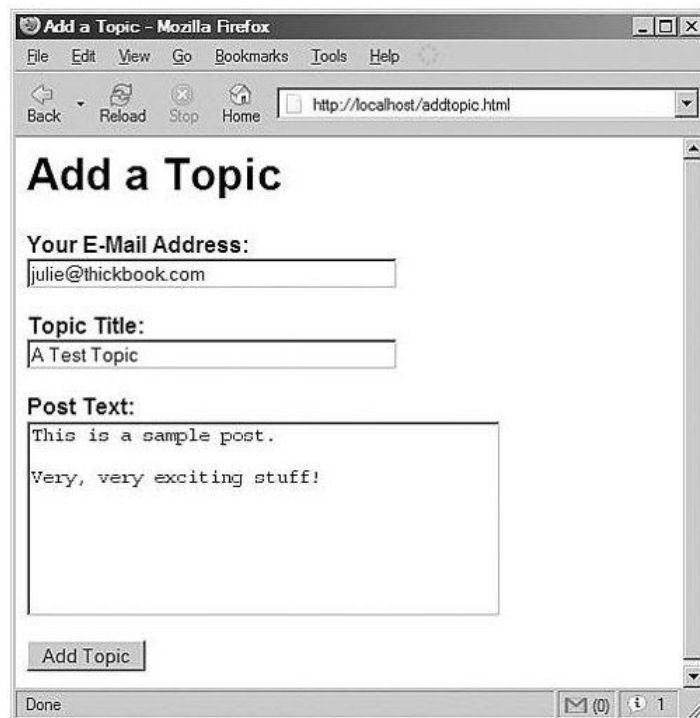 Add a Topic - Mozilla Firefox
File Edit View Go Bookmarks Tools Help
Back Reload Stop Home http://localhost/addtopic.html
Add a Topic
Your E-Mail Address:
julie@thickbook.com
Topic Title:
A Test Topic
Post Text:
This is a sample post.
Very, very exciting stuff!
Add Topic
Done (0) 1